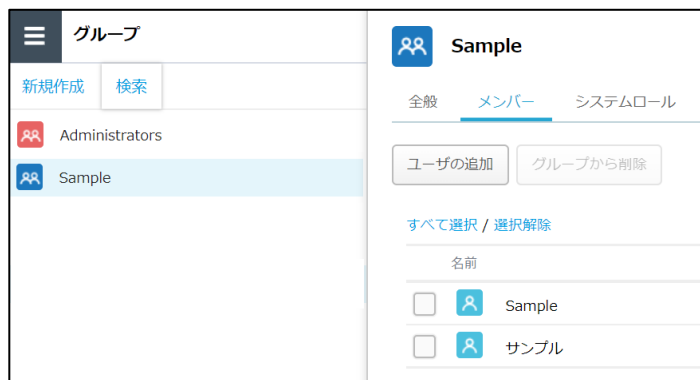 グループ
新規作成 検索
Administrators
Sample
Sample
全般 メンバー システムロール
ユーザの追加 グループから削除
すべて選択 / 選択解除
名前
Sample
サンプル